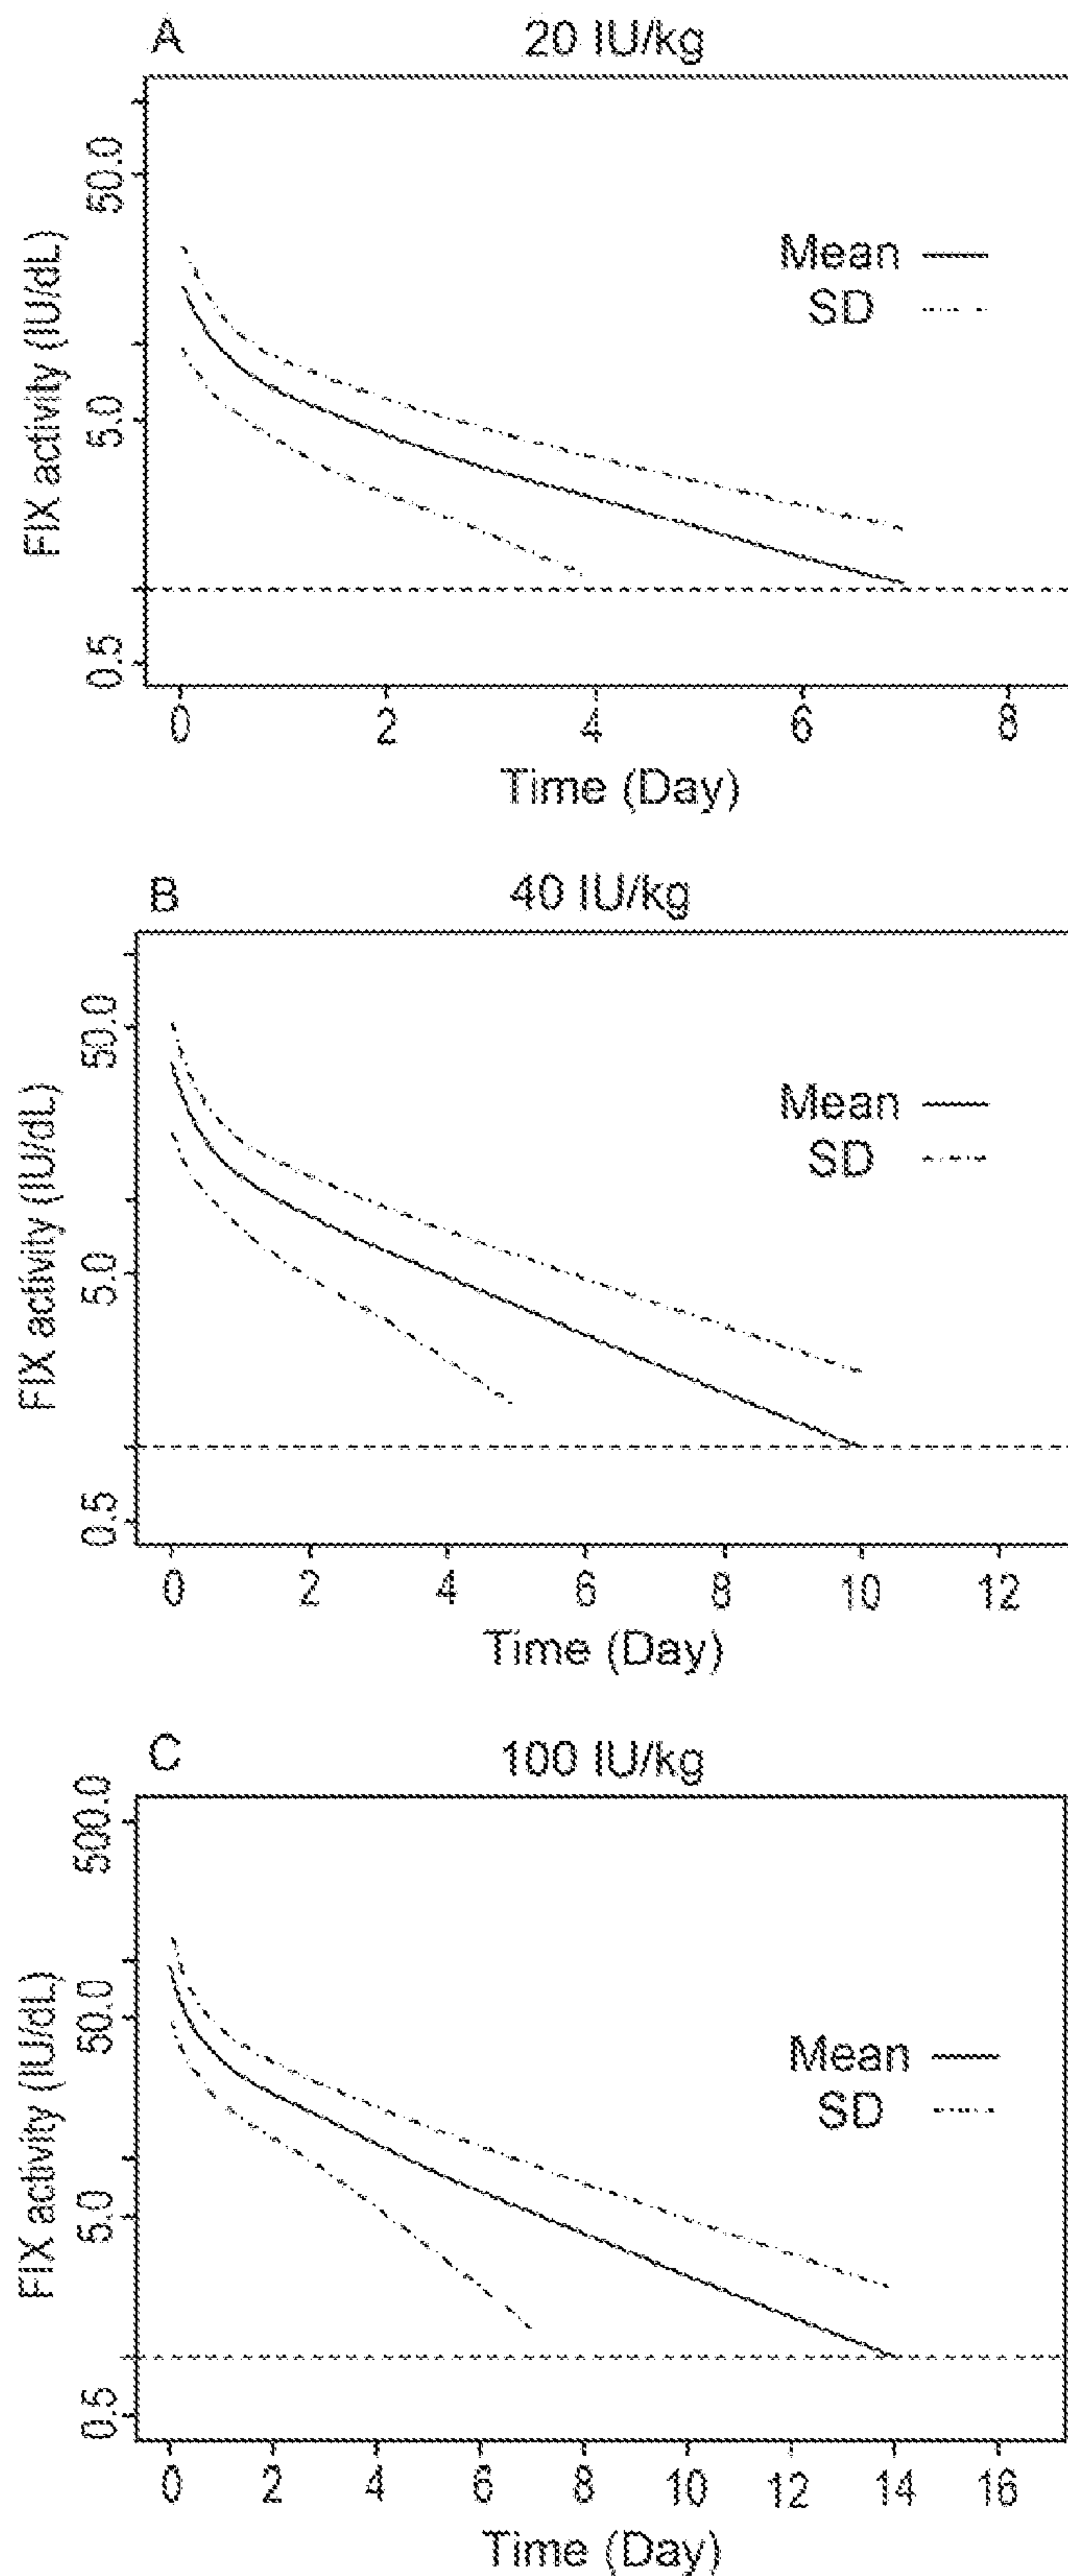 A
20 IU/kg
FIX activity (IU/dL)
50.0
5.0
0.5
Mean
SD
0 2 4 6 8
Time (Day)
B
40 IU/kg
FIX activity (IU/dL)
50.0
5.0
0.5
Mean
SD
0 2 4 6 8 10 12
Time (Day)
C
100 IU/kg
FIX activity (IU/dL)
500.0
50.0
5.0
0.5
Mean
SD
0 2 4 6 8 10 12 14 16
Time (Day)